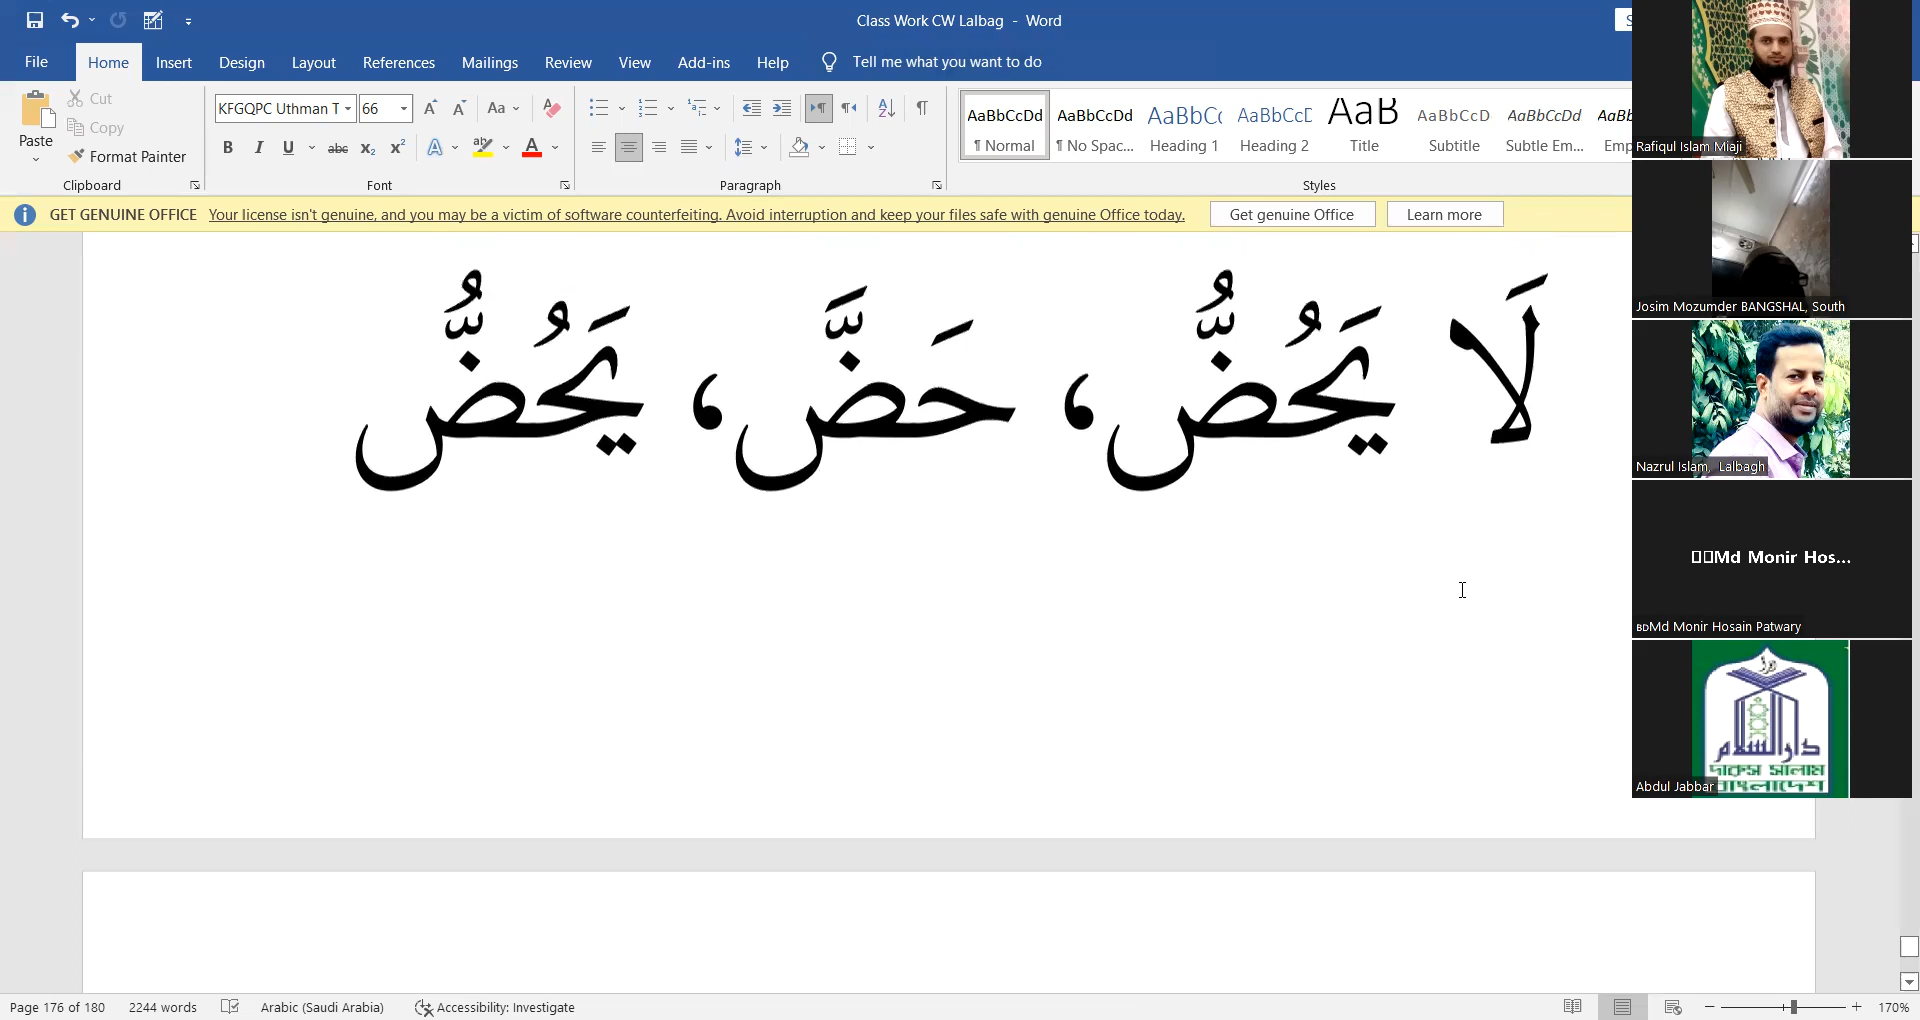 Class Work CW Lalbag - Word
File Home Insert Design Layout References Mailings Review View Add-ins Help Tell me what you want to do
Paste
Cut
Copy
Format Painter
Clipboard
KFGQPC Uthman T 66
Font
Paragraph
AaBbCcDd AaBbCcDd AaBbCc AaBbCcD AaB AaBbCcD AaBbCcDd AaBb
¶ Normal ¶ No Spac... Heading 1 Heading 2 Title Subtitle Subtle Em... Emp
Styles
GET GENUINE OFFICE Your license isn't genuine, and you may be a victim of software counterfeiting. Avoid interruption and keep your files safe with genuine Office today. Get genuine Office Learn more
لَا يَحُضُّ، حَضَّ، يَحُضُّ
Rafiqul Islam Miaji
Josim Mozumder BANGSHAL, South
Nazrul Islam, Lalbagh
Md Monir Hos...
BDMd Monir Hosain Patwary
دار السلام
দারুস সালাম
বাংলাদেশ
Abdul Jabbar
Page 176 of 180 2244 words Arabic (Saudi Arabia) Accessibility: Investigate 170%